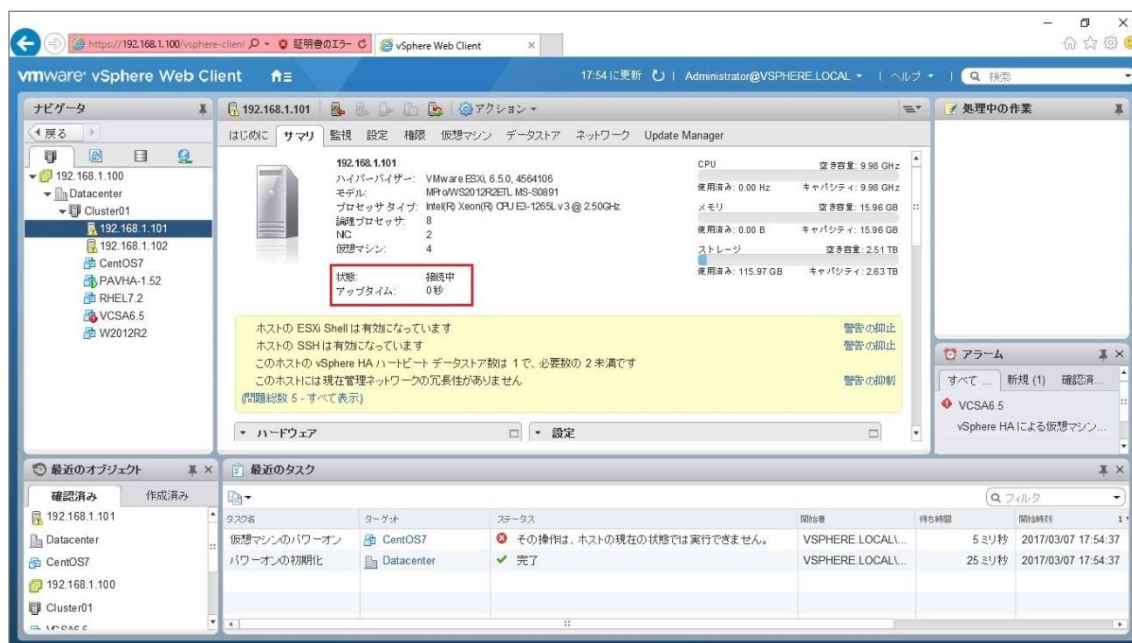 https://192.168.1.100/vsphere-client
証明書のエラー
vSphere Web Client
vmware® vSphere Web Client
17:54 に更新
Administrator@VSPHERE.LOCAL
ヘルプ
検索
ナビゲータ
戻る
192.168.1.100
Datacenter
Cluster01
192.168.1.101
192.168.1.102
CentOS7
PAVHA-1.52
RHEL7.2
VCSA6.5
W2012R2
192.168.1.101
アクション
はじめに サマリ 監視 設定 権限 仮想マシン データストア ネットワーク Update Manager
192.168.1.101
ハイパーバイザー: VMware ESXi, 6.5.0, 4564106
モデル: MPro/WS2012R2ETL MS-S0891
プロセッサ タイプ: Intel(R) Xeon(R) CPU E3-1265L v3 @ 2.50GHz
論理プロセッサ: 8
NIC: 2
仮想マシン: 4
状態: 接続中
アップタイム: 0 秒
CPU 空き容量: 9.98 GHz
使用済み: 0.00 Hz キャパシティ: 9.98 GHz
メモリ 空き容量: 15.96 GB
使用済み: 0.00 B キャパシティ: 15.96 GB
ストレージ 空き容量: 2.51 TB
使用済み: 115.97 GB キャパシティ: 2.63 TB
ホストの ESXi Shell は有効になっています 警告の抑止
ホストの SSH は有効になっています 警告の抑止
このホストの vSphere HA ハートビート データストア数は 1 で、必要数の 2 未満です
このホストには現在管理ネットワークの冗長性がありません 警告の抑制
(問題総数 5 - すべて表示)
ハードウェア
設定
処理中の作業
アラーム
すべて ... 新規 (1) 確認済...
VCSA6.5
vSphere HA による仮想マシン...
最近のオブジェクト
確認済み 作成済み
192.168.1.101
Datacenter
CentOS7
192.168.1.100
Cluster01
最近のタスク
フィルタ
タスク名 ターゲット ステータス 開始者 待ち時間 開始時刻
仮想マシンのパワーオン CentOS7 その操作は、ホストの現在の状態では実行できません。 VSPHERE.LOCAL\... 5 ミリ秒 2017/03/07 17:54:37
パワーオンの初期化 Datacenter 完了 VSPHERE.LOCAL\... 25 ミリ秒 2017/03/07 17:54:37